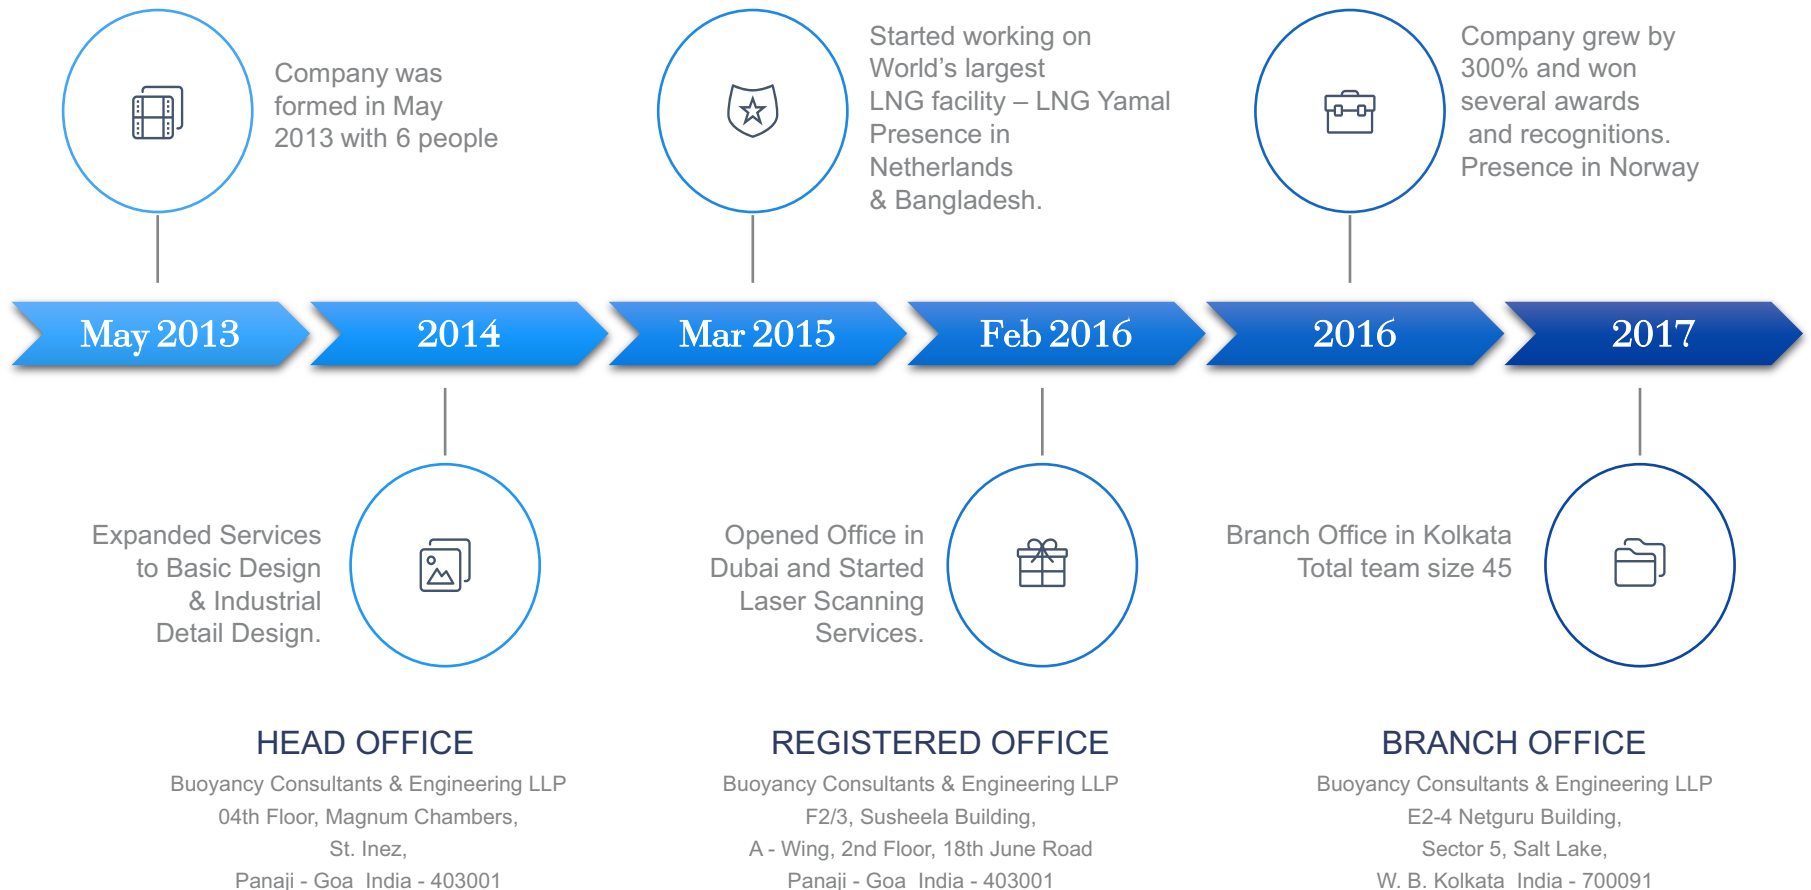 Company was
formed in May
2013 with 6 people
Started working on
World’s largest
LNG facility – LNG Yamal
Presence in
Netherlands
& Bangladesh.
Company grew by
300% and won
several awards
and recognitions.
Presence in Norway
May 2013
2014
Mar 2015
Feb 2016
2016
2017
Expanded Services
to Basic Design
& Industrial
Detail Design.
Opened Office in
Dubai and Started
Laser Scanning
Services.
Branch Office in Kolkata
Total team size 45
HEAD OFFICE
Buoyancy Consultants & Engineering LLP
04th Floor, Magnum Chambers,
St. Inez,
Panaji - Goa India - 403001
REGISTERED OFFICE
Buoyancy Consultants & Engineering LLP
F2/3, Susheela Building,
A - Wing, 2nd Floor, 18th June Road
Panaji - Goa India - 403001
BRANCH OFFICE
Buoyancy Consultants & Engineering LLP
E2-4 Netguru Building,
Sector 5, Salt Lake,
W. B. Kolkata India - 700091